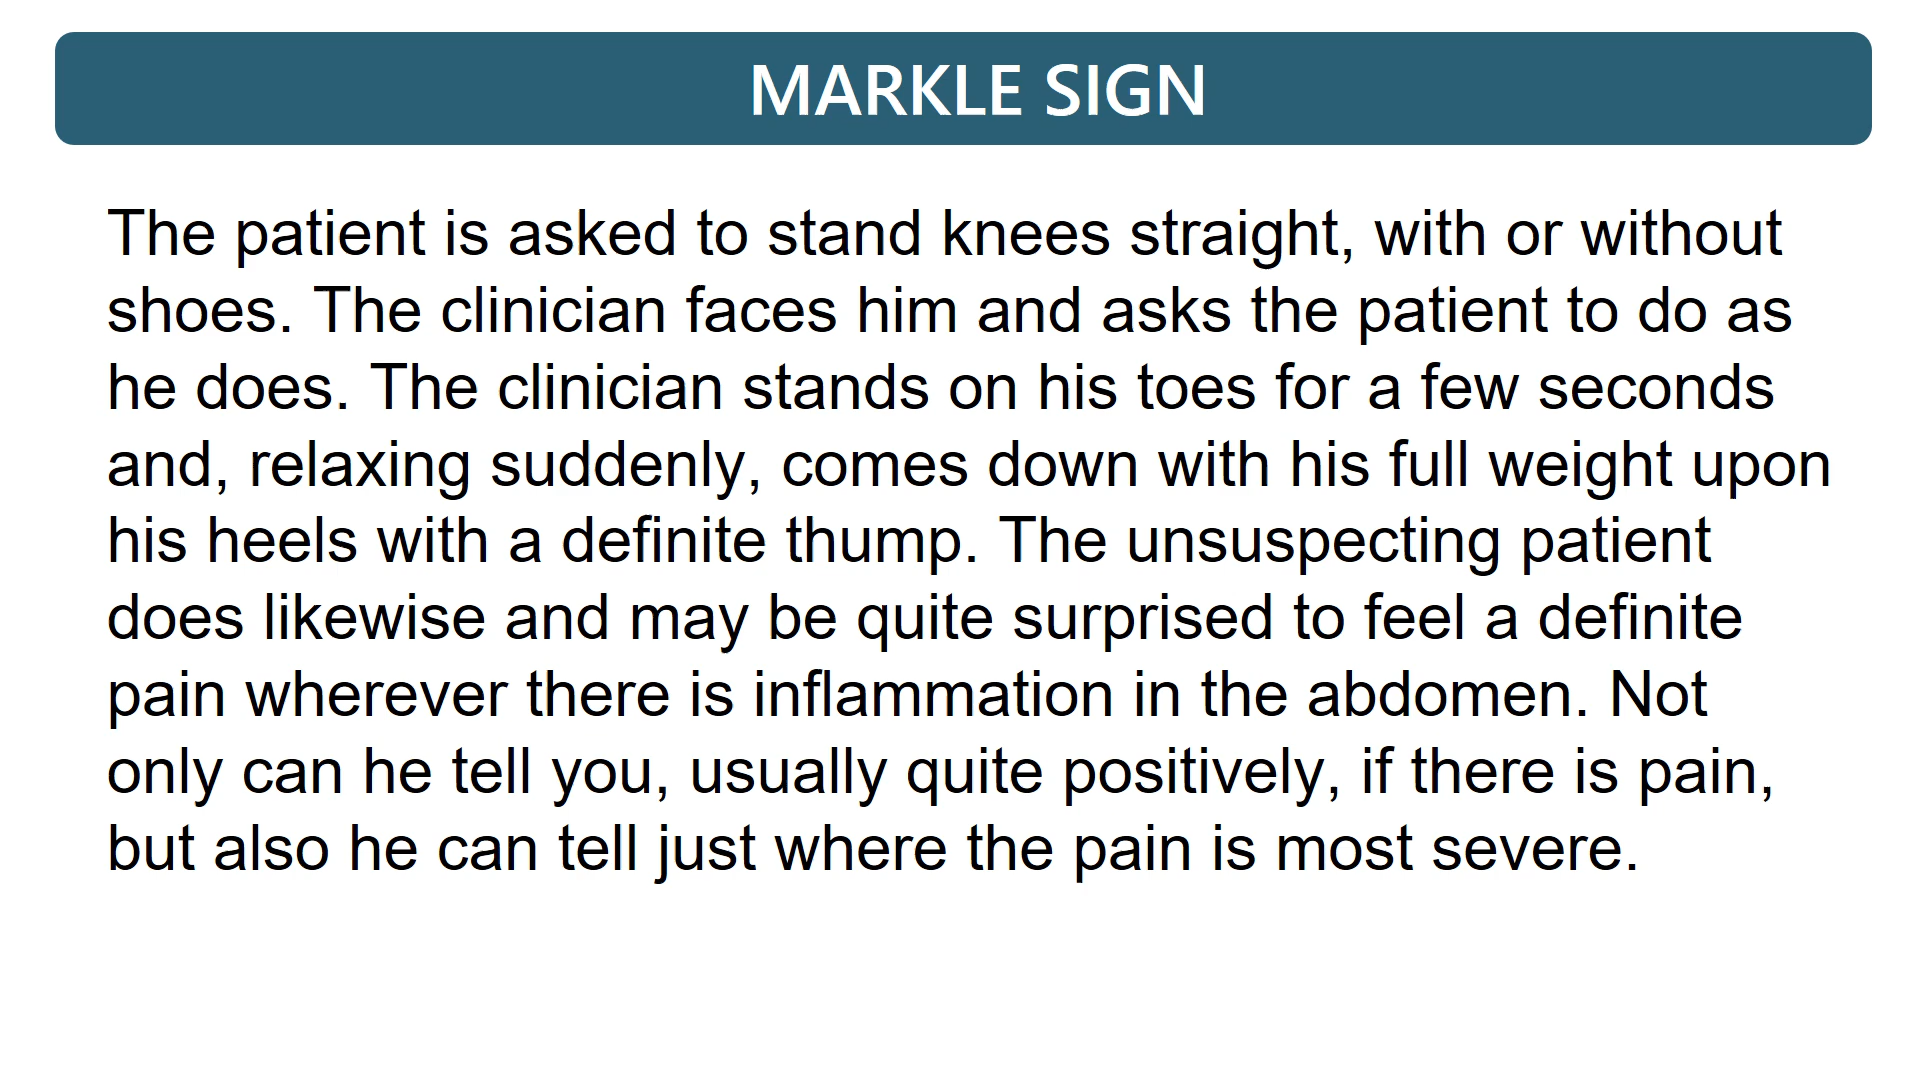 MARKLE SIGN
The patient is asked to stand knees straight, with or without
shoes. The clinician faces him and asks the patient to do as
he does. The clinician stands on his toes for a few seconds
and, relaxing suddenly, comes down with his full weight upon
his heels with a definite thump. The unsuspecting patient
does likewise and may be quite surprised to feel a definite
pain wherever there is inflammation in the abdomen. Not
only can he tell you, usually quite positively, if there is pain,
but also he can tell just where the pain is most severe.